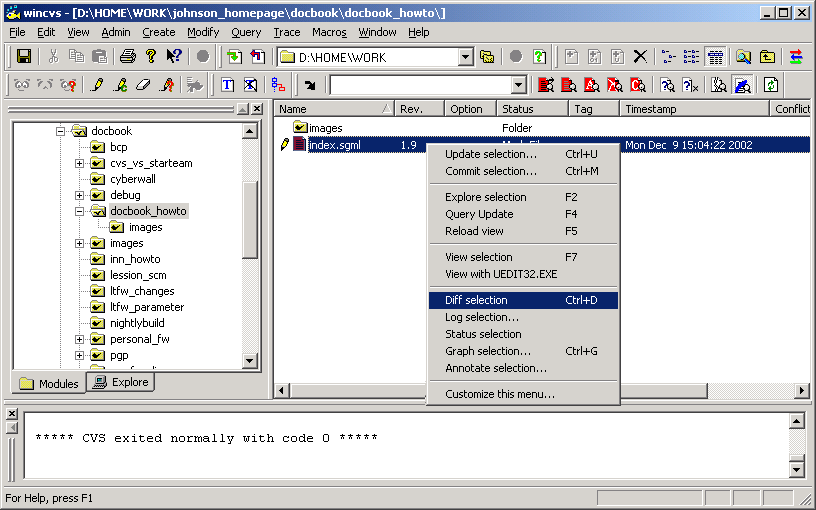 wincvs - [D:\HOME\WORK\johnson_homepage\docbook\docbook_howto\]
File Edit View Admin Create Modify Query Trace Macros Window Help
D:\HOME\WORK
docbook
bcp
cvs_vs_starteam
cyberwall
debug
docbook_howto
images
images
inn_howto
lession_scm
ltfw_changes
ltfw_parameter
nightlybuild
personal_fw
pgp
Modules Explore
Name Rev. Option Status Tag Timestamp Conflict
images Folder
index.sgml 1.9 Mon Dec 9 15:04:22 2002
Update selection... Ctrl+U
Commit selection... Ctrl+M
Explore selection F2
Query Update F4
Reload view F5
View selection F7
View with UEDIT32.EXE
Diff selection Ctrl+D
Log selection...
Status selection
Graph selection... Ctrl+G
Annotate selection...
Customize this menu...
***** CVS exited normally with code 0 *****
For Help, press F1